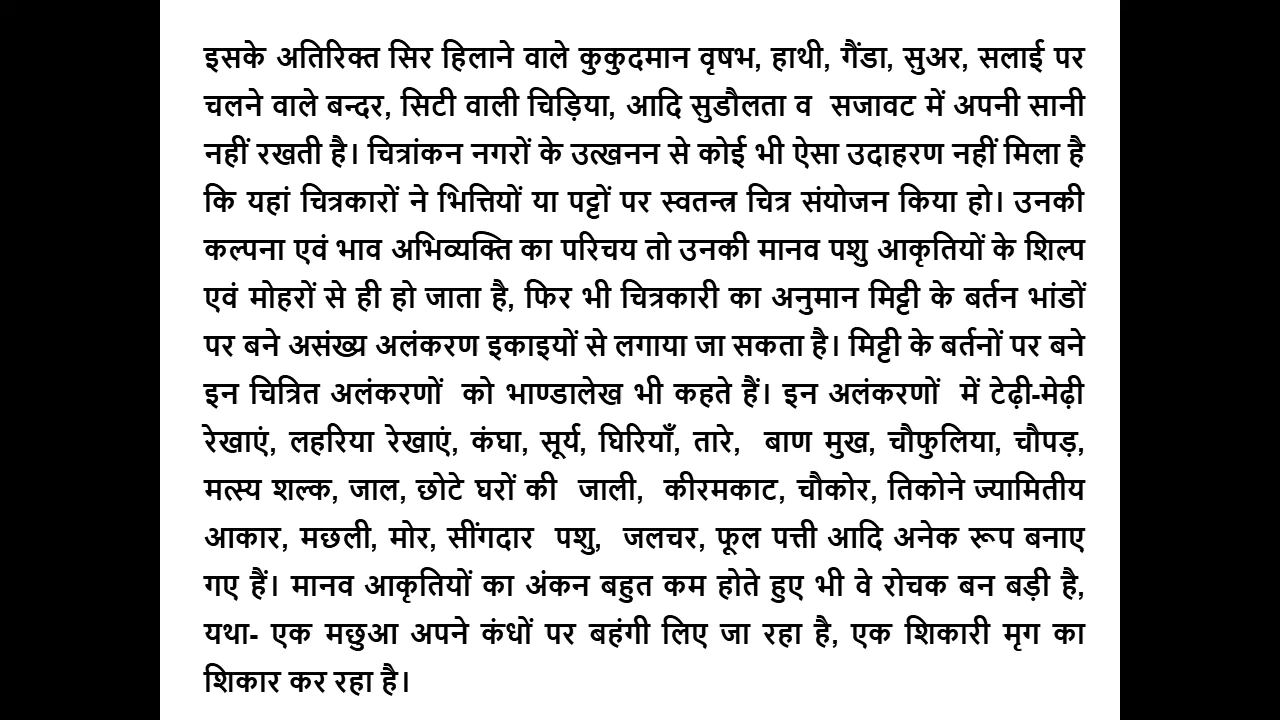 इसके अतिरिक्त सिर हिलाने वाले कुकुदमान वृषभ, हाथी, गैंडा, सुअर, सलाई पर
चलने वाले बन्दर, सिटी वाली चिड़िया, आदि सुडौलता व सजावट में अपनी सानी
नहीं रखती है। चित्रांकन नगरों के उत्खनन से कोई भी ऐसा उदाहरण नहीं मिला है
कि यहां चित्रकारों ने भित्तियों या पट्टों पर स्वतन्त्र चित्र संयोजन किया हो। उनकी
कल्पना एवं भाव अभिव्यक्ति का परिचय तो उनकी मानव पशु आकृतियों के शिल्प
एवं मोहरों से ही हो जाता है, फिर भी चित्रकारी का अनुमान मिट्टी के बर्तन भांडों
पर बने असंख्य अलंकरण इकाइयों से लगाया जा सकता है। मिट्टी के बर्तनों पर बने
इन चित्रित अलंकरणों को भाण्डालेख भी कहते हैं। इन अलंकरणों में टेढ़ी-मेढ़ी
रेखाएं, लहरिया रेखाएं, कंघा, सूर्य, घिरियाँ, तारे, बाण मुख, चौफुलिया, चौपड़,
मत्स्य शल्क, जाल, छोटे घरों की जाली, कीरमकाट, चौकोर, तिकोने ज्यामितीय
आकार, मछली, मोर, सींगदार पशु, जलचर, फूल पत्ती आदि अनेक रूप बनाए
गए हैं। मानव आकृतियों का अंकन बहुत कम होते हुए भी वे रोचक बन बड़ी है,
यथा- एक मछुआ अपने कंधों पर बहंगी लिए जा रहा है, एक शिकारी मृग का
शिकार कर रहा है।